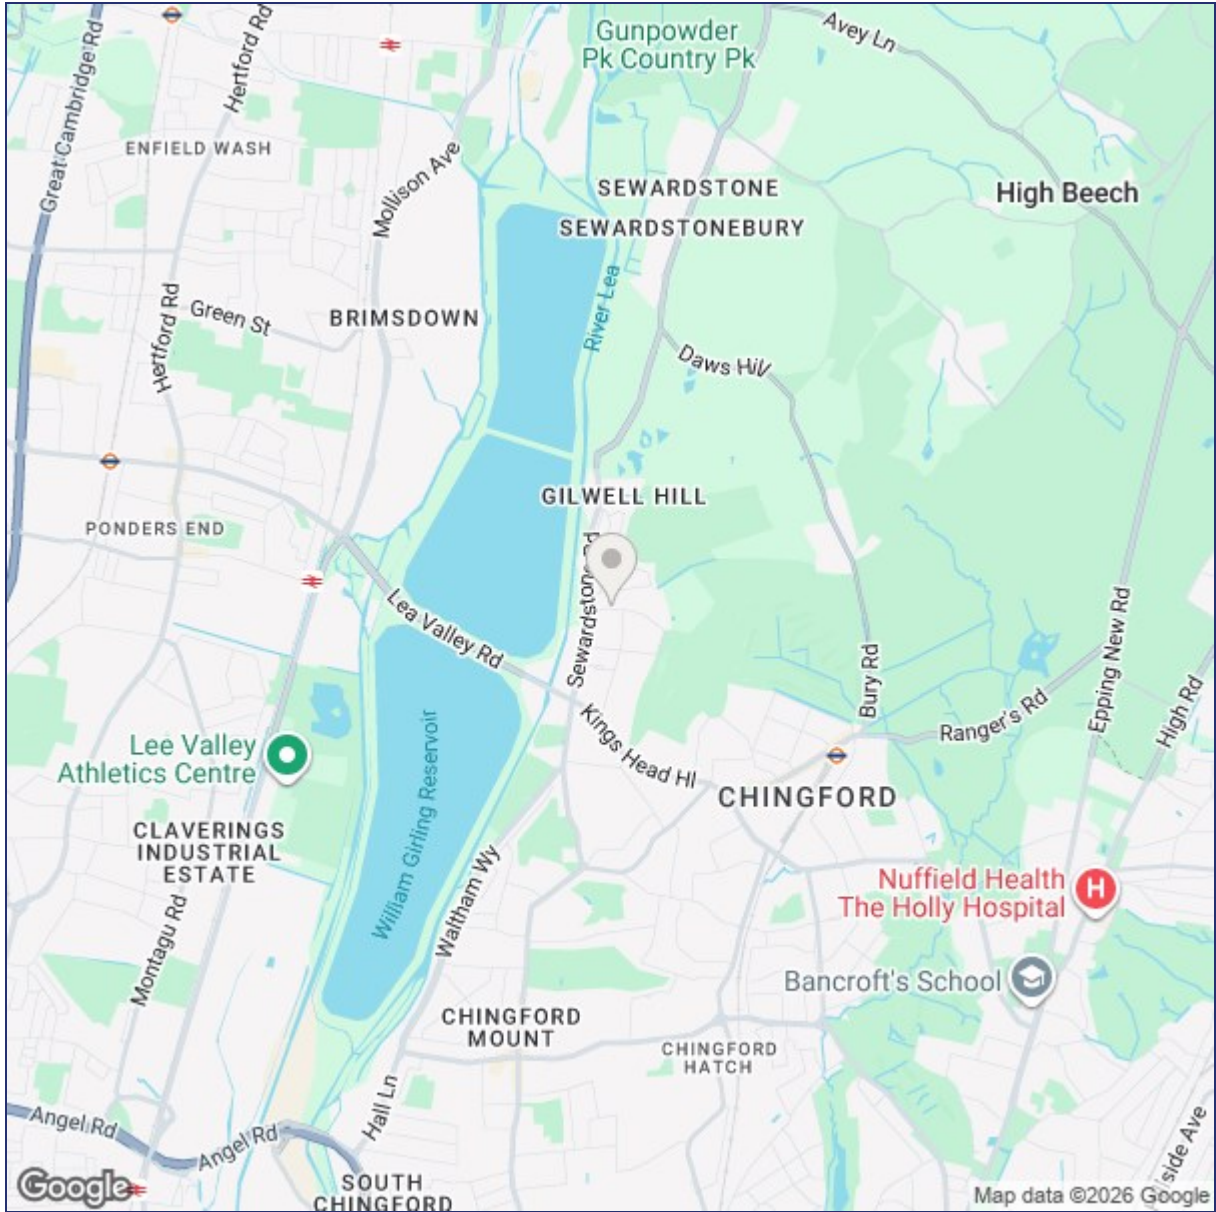 Gunpowder
Pk Country Pk
Avey Ln
Hertford Rd
Great Cambridge Rd
ENFIELD WASH
Mollison Ave
SEWARDSTONE
SEWARDSTONEBURY
High Beech
River Lea
Green St
BRIMSDOWN
Hertford Rd
Daws Hil
GILWELL HILL
PONDERS END
Sewardstone
Lea Valley Rd
Epping New Rd
Bury Rd
Ranger's Rd
High Rd
Kings Head Hl
William Girling Reservoir
Lee Valley
Athletics Centre
CHINGFORD
CLAVERINGS
INDUSTRIAL
ESTATE
Waltham Wy
Nuffield Health
The Holly Hospital
H
Montagu Rd
Bancroft's School
CHINGFORD
MOUNT
CHINGFORD
HATCH
Hall Ln
Angel Rd
Angel Rd
side Ave
SOUTH
CHINGFORD
Google
Map data ©2026 Google